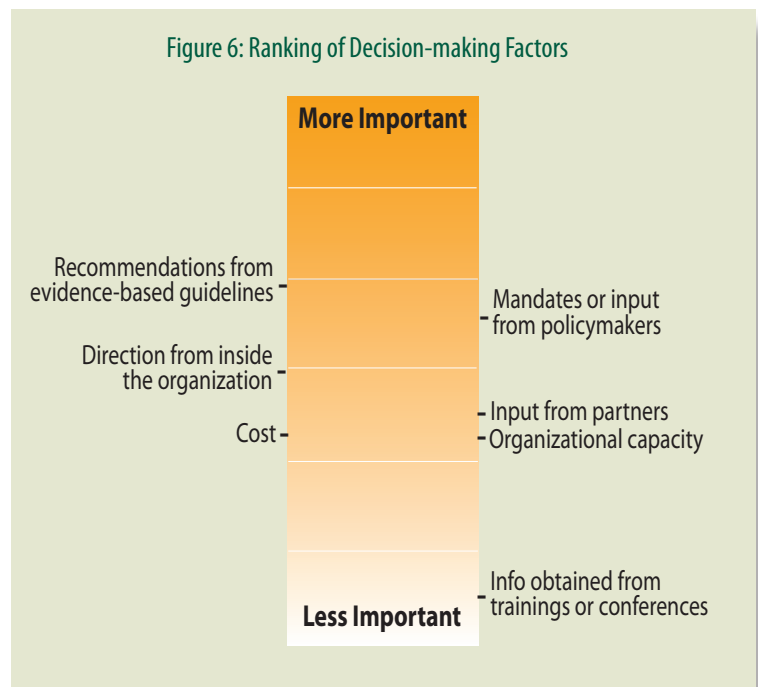 Figure 6: Ranking of Decision-making Factors
More Important
Recommendations from
evidence-based guidelines
Mandates or input
from policymakers
Direction from inside
the organization
Input from partners
Cost
Organizational capacity
Info obtained from
trainings or conferences
Less Important